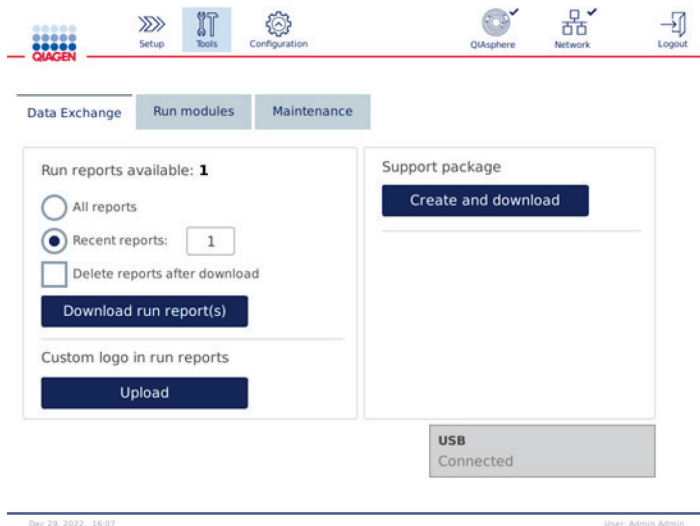 QIAGEN
Setup
Tools
Configuration
QIAsphere
Network
Logout
Data Exchange
Run modules
Maintenance
Run reports available: 1
All reports
Recent reports: 1
Delete reports after download
Download run report(s)
Custom logo in run reports
Upload
Support package
Create and download
USB
Connected
Dec 29, 2022, 16:07
User: Admin Admin